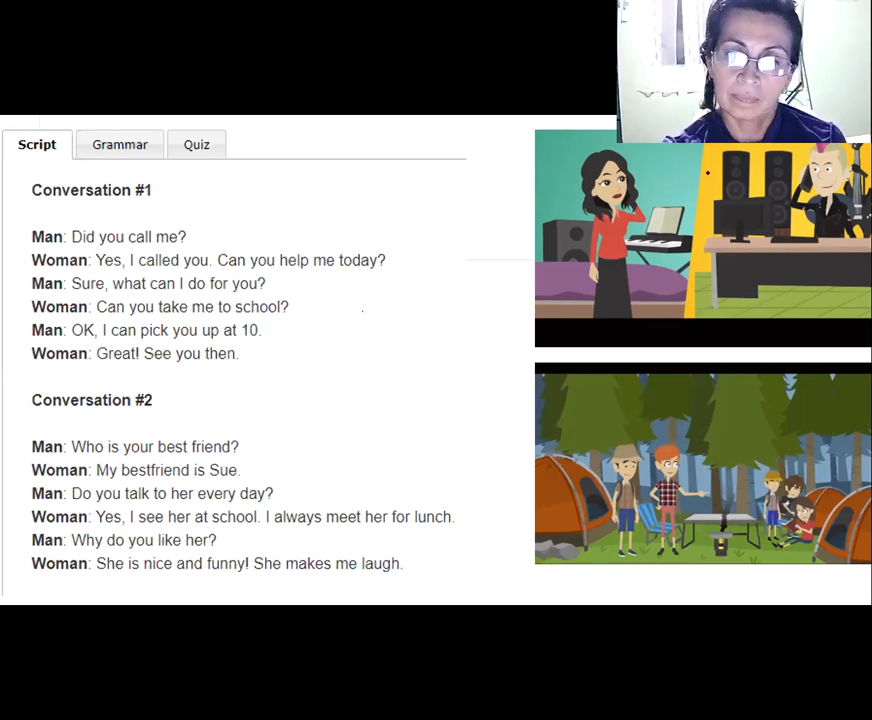 Script Grammar Quiz
Conversation #1
Man: Did you call me?
Woman: Yes, I called you. Can you help me today?
Man: Sure, what can I do for you?
Woman: Can you take me to school?
Man: OK, I can pick you up at 10.
Woman: Great! See you then.
Conversation #2
Man: Who is your best friend?
Woman: My bestfriend is Sue.
Man: Do you talk to her every day?
Woman: Yes, I see her at school. I always meet her for lunch.
Man: Why do you like her?
Woman: She is nice and funny! She makes me laugh.